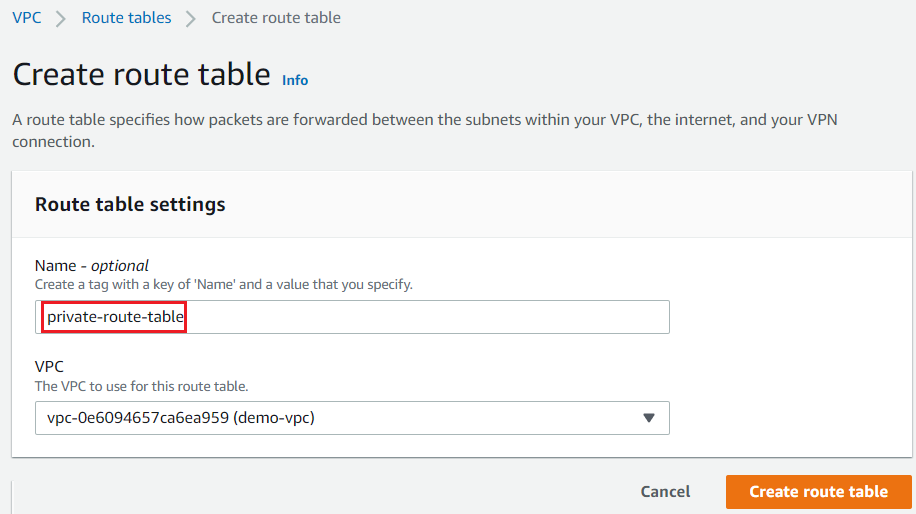 VPC > Route tables > Create route table
Create route table Info
A route table specifies how packets are forwarded between the subnets within your VPC, the internet, and your VPN
connection.
Route table settings
Name - optional
Create a tag with a key of 'Name' and a value that you specify.
private-route-table
VPC
The VPC to use for this route table.
vpc-0e6094657ca6ea959 (demo-vpc)
Cancel Create route table